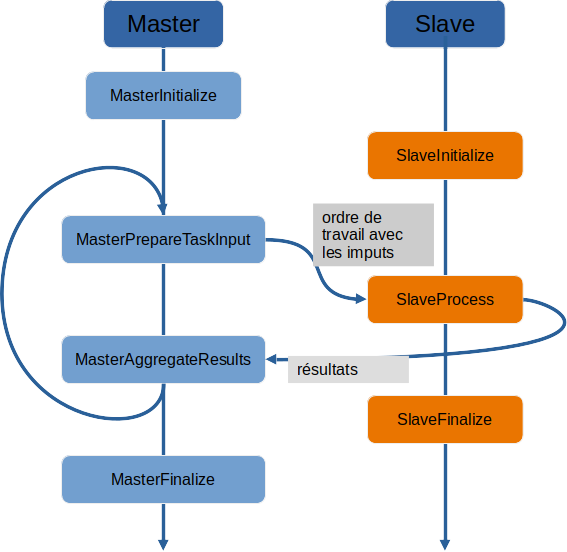 Master
Slave
MasterInitialize
SlaveInitialize
ordre de
travail avec
les imputs
MasterPrepareTaskInput
SlaveProcess
MasterAggregateResults
résultats
SlaveFinalize
MasterFinalize